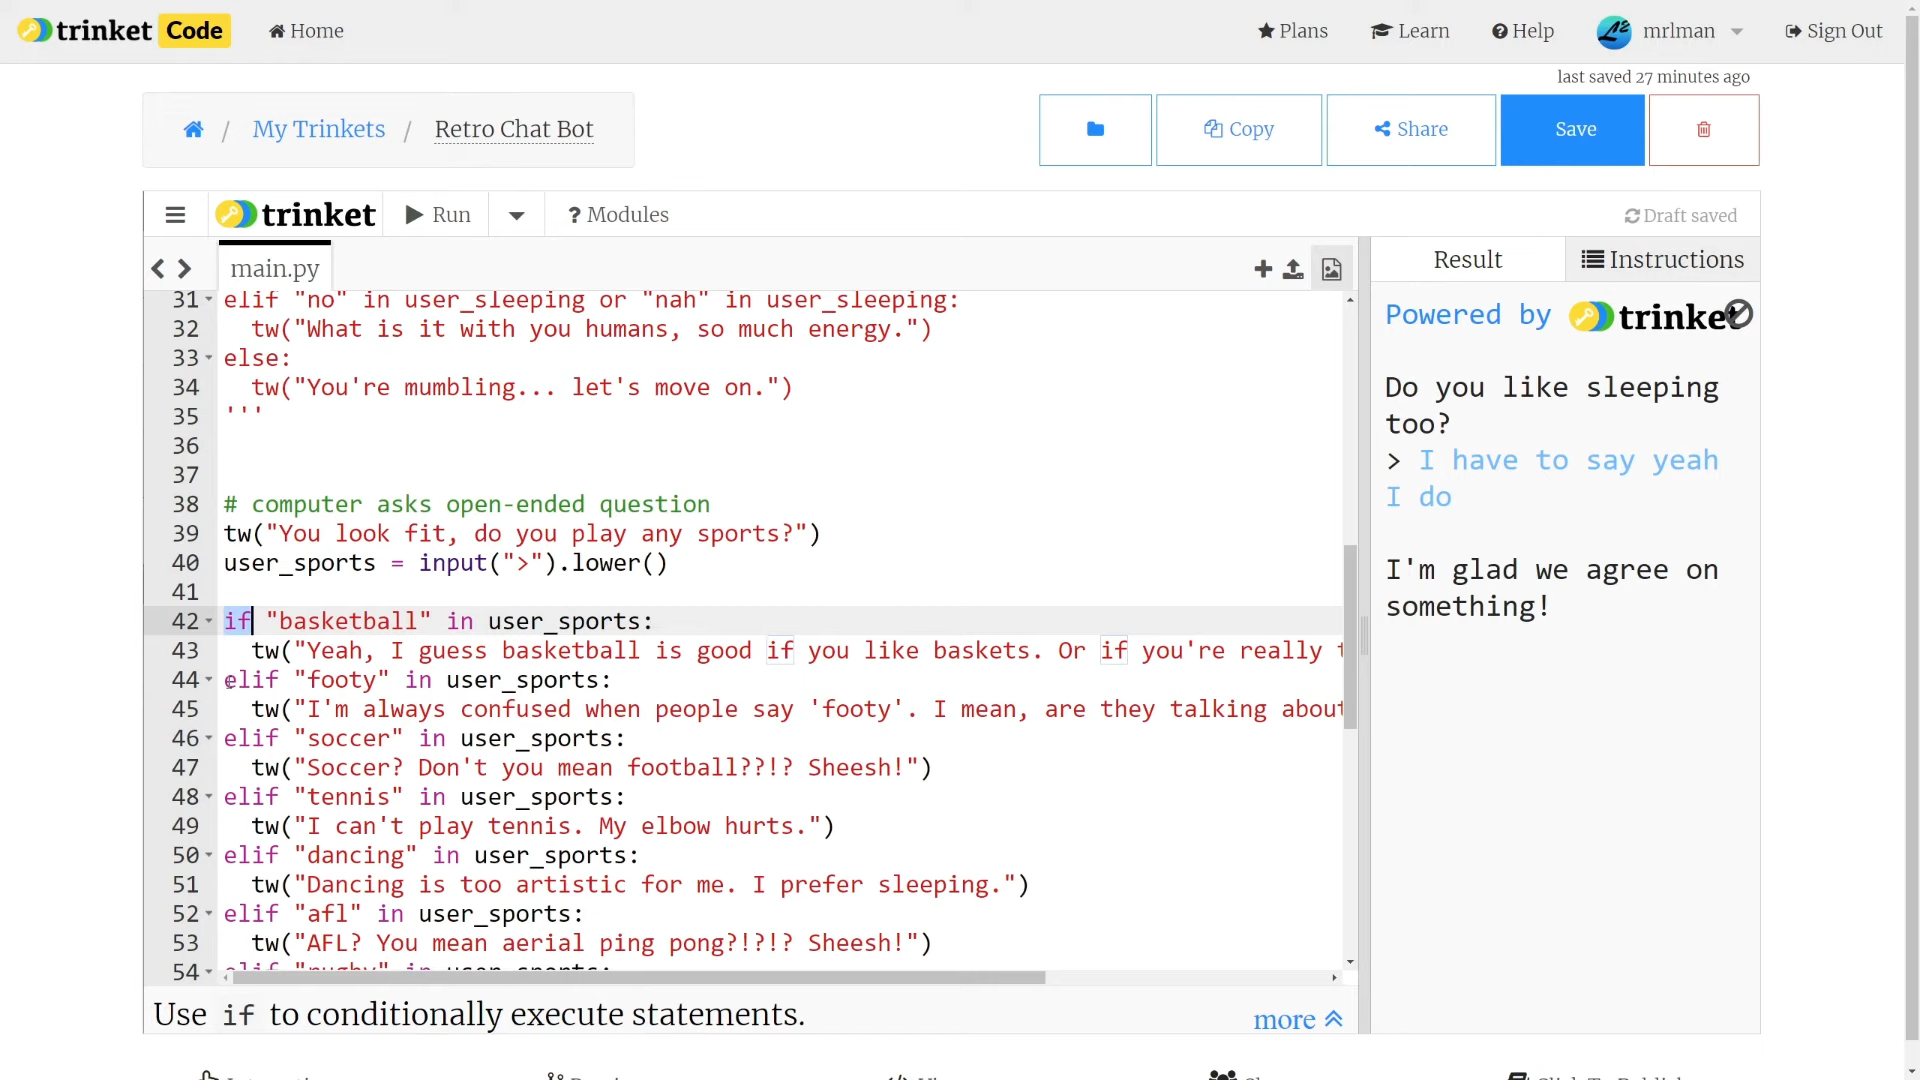 trinket Code Home Plans Learn Help mrlman Sign Out
last saved 27 minutes ago
/ My Trinkets / Retro Chat Bot Copy Share Save
trinket Run ? Modules Draft saved
main.py Result Instructions
31 elif "no" in user_sleeping or "nah" in user_sleeping:
32 tw("What is it with you humans, so much energy.")
33 else:
34 tw("You're mumbling... let's move on.")
35 '''
36
37
38 # computer asks open-ended question
39 tw("You look fit, do you play any sports?")
40 user_sports = input(">").lower()
41
42 if "basketball" in user_sports:
43 tw("Yeah, I guess basketball is good if you like baskets. Or if you're really
44 elif "footy" in user_sports:
45 tw("I'm always confused when people say 'footy'. I mean, are they talking about
46 elif "soccer" in user_sports:
47 tw("Soccer? Don't you mean football??!? Sheesh!")
48 elif "tennis" in user_sports:
49 tw("I can't play tennis. My elbow hurts.")
50 elif "dancing" in user_sports:
51 tw("Dancing is too artistic for me. I prefer sleeping.")
52 elif "afl" in user_sports:
53 tw("AFL? You mean aerial ping pong?!?!? Sheesh!")
54 elif "rugby" in user_sports:
Use if to conditionally execute statements.
more
Powered by trinket
Do you like sleeping
too?
> I have to say yeah
I do
I'm glad we agree on
something!